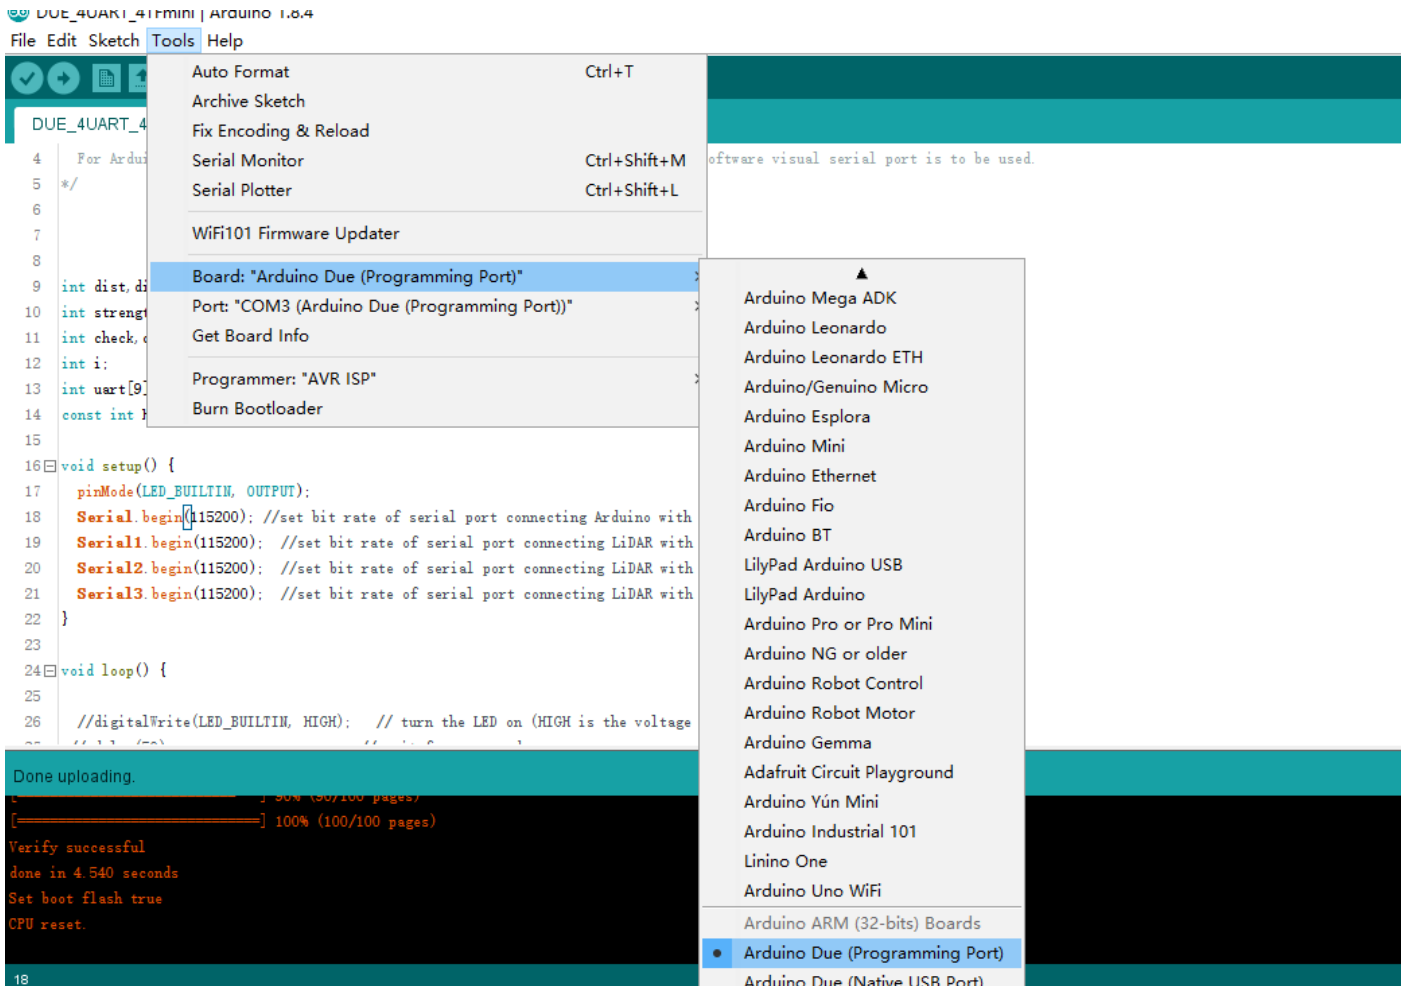 DUE_4UART_4TFmini | Arduino 1.8.4
File Edit Sketch Tools Help
Auto Format Ctrl+T
Archive Sketch
DUE_4UART_4
Fix Encoding & Reload
4 For Ardui
Serial Monitor Ctrl+Shift+M
oftware visual serial port is to be used.
5 */
Serial Plotter Ctrl+Shift+L
6
7
WiFi101 Firmware Updater
8
Board: "Arduino Due (Programming Port)"
9 int dist,di
Port: "COM3 (Arduino Due (Programming Port))"
10 int strengt
Get Board Info
11 int check,
12 int i;
Programmer: "AVR ISP"
13 int uart[9]
Burn Bootloader
14 const int
15
16 void setup() {
17 pinMode(LED_BUILTIN, OUTPUT);
18 Serial.begin(115200); //set bit rate of serial port connecting Arduino with
19 Serial1.begin(115200); //set bit rate of serial port connecting LiDAR with
20 Serial2.begin(115200); //set bit rate of serial port connecting LiDAR with
21 Serial3.begin(115200); //set bit rate of serial port connecting LiDAR with
22 }
23
24 void loop() {
25
26 //digitalWrite(LED_BUILTIN, HIGH); // turn the LED on (HIGH is the voltage
Arduino Mega ADK
Arduino Leonardo
Arduino Leonardo ETH
Arduino/Genuino Micro
Arduino Esplora
Arduino Mini
Arduino Ethernet
Arduino Fio
Arduino BT
LilyPad Arduino USB
LilyPad Arduino
Arduino Pro or Pro Mini
Arduino NG or older
Arduino Robot Control
Arduino Robot Motor
Arduino Gemma
Adafruit Circuit Playground
Arduino Yún Mini
Arduino Industrial 101
Linino One
Arduino Uno WiFi
Arduino ARM (32-bits) Boards
Arduino Due (Programming Port)
Arduino Due (Native USB Port)
Done uploading.
[============================  ] 90% (90/100 pages)
[==============================] 100% (100/100 pages)
Verify successful
done in 4.540 seconds
Set boot flash true
CPU reset.
18